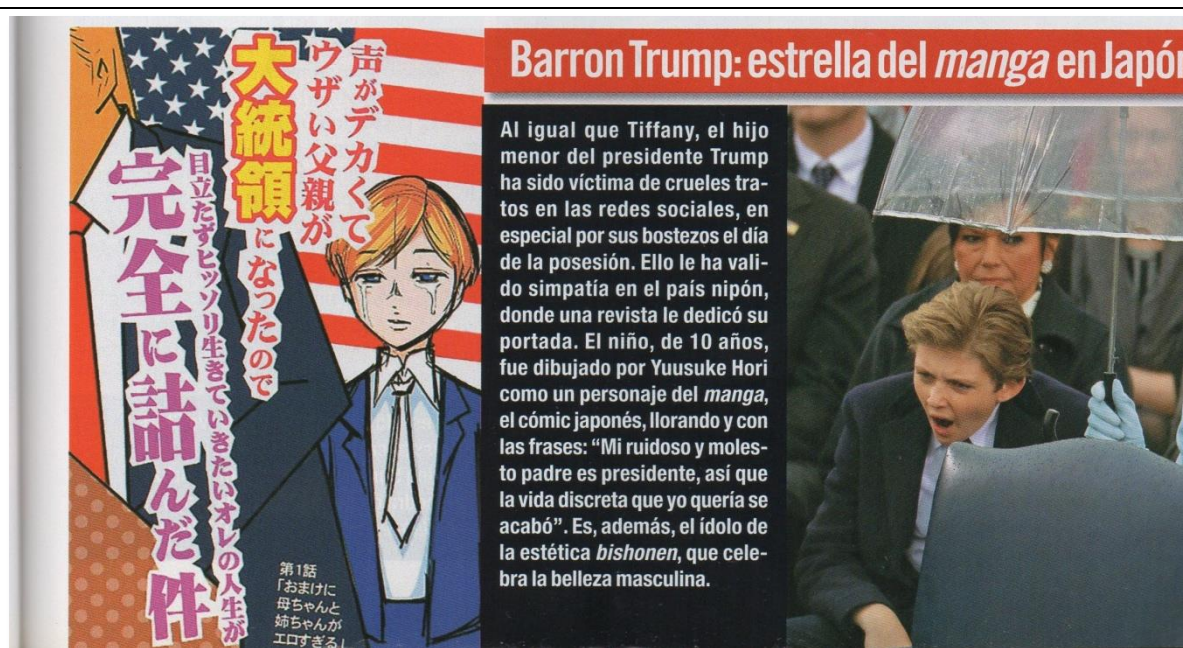 声がデカくて
ウザい父親が
大統領になったので
目立たずヒッソリ生きていきたいオレの人生が
完全に詰んだ件
第1話
「おまけに
母ちゃんと
姉ちゃんが
エロすぎる」
Barron Trump: estrella del manga en Japón
Al igual que Tiffany, el hijo
menor del presidente Trump
ha sido víctima de crueles tra-
tos en las redes sociales, en
especial por sus bostezos el día
de la posesión. Ello le ha vali-
do simpatía en el país nipón,
donde una revista le dedicó su
portada. El niño, de 10 años,
fue dibujado por Yuusuke Hori
como un personaje del manga,
el cómic japonés, llorando y con
las frases: “Mi ruidoso y moles-
to padre es presidente, así que
la vida discreta que yo quería se
acabó”. Es, además, el ídolo de
la estética bishonen, que cele-
bra la belleza masculina.